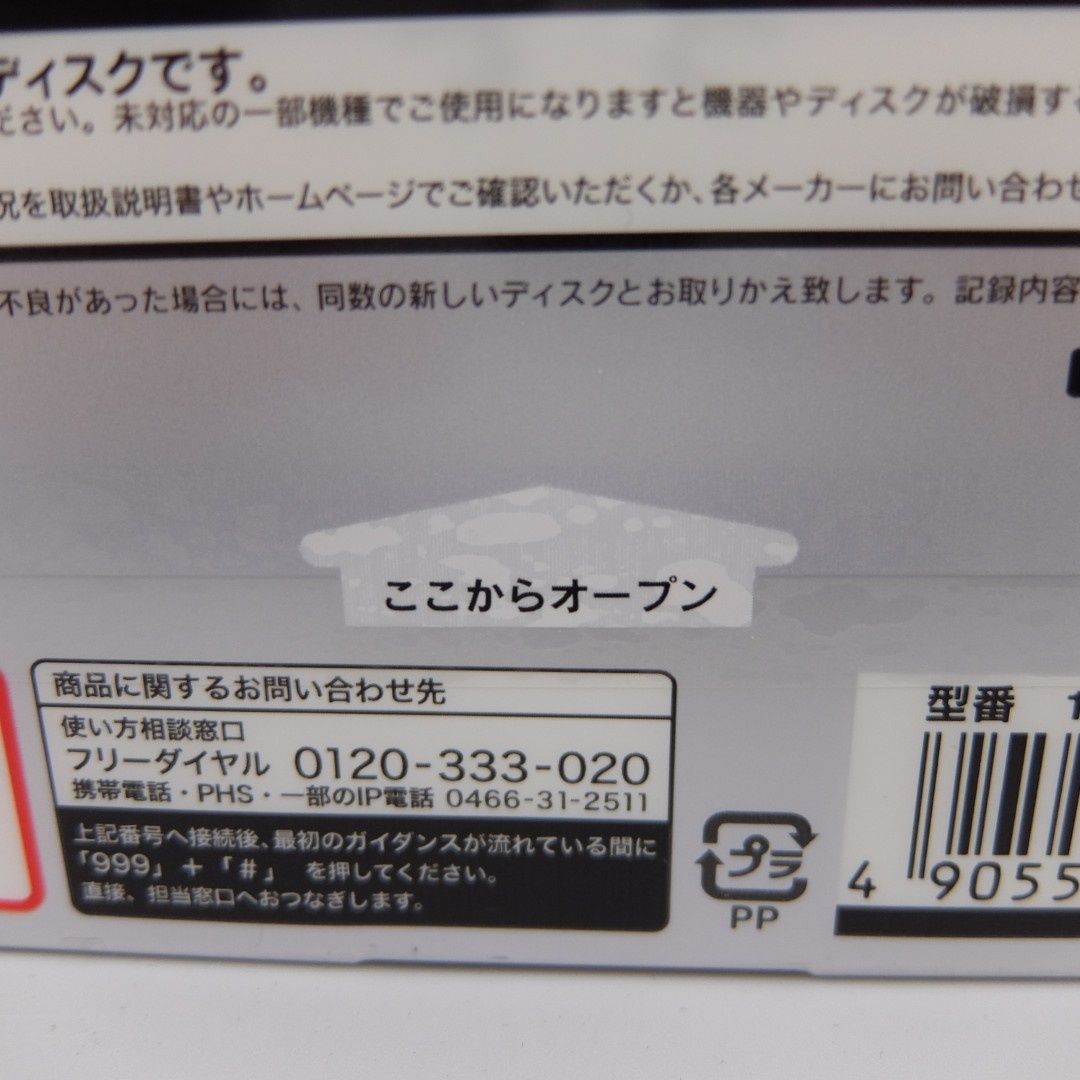 ディスクです。
ださい。未対応の一部機種でご使用になりますと機器やディスクが破損す
況を取扱説明書やホームページでご確認いただくか、各メーカーにお問い合わせ
不良があった場合には、同数の新しいディスクとお取りかえ致します。記録内容
ここからオープン
商品に関するお問い合わせ先
使い方相談窓口
フリーダイヤル 0120-333-020
携帯電話・PHS・一部のIP電話 0466-31-2511
上記番号へ接続後、最初のガイダンスが流れている間に
「999」+「#」 を押してください。
直接、担当窓口へおつなぎします。
プラ
PP
型番
4 9055